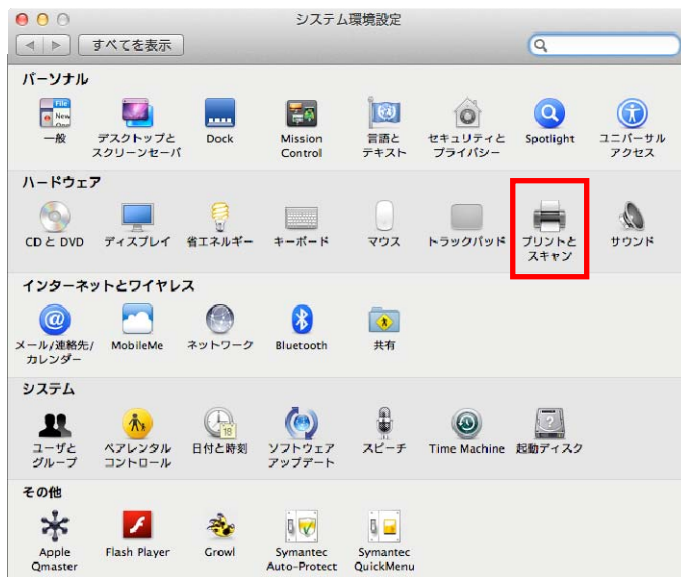 システム環境設定
すべてを表示
パーソナル
一般
デスクトップと
スクリーンセーバ
Dock
Mission
Control
言語と
テキスト
セキュリティと
プライバシー
Spotlight
ユニバーサル
アクセス
ハードウェア
CD と DVD
ディスプレイ
省エネルギー
キーボード
マウス
トラックパッド
プリントと
スキャン
サウンド
インターネットとワイヤレス
メール/連絡先/
カレンダー
MobileMe
ネットワーク
Bluetooth
共有
システム
ユーザと
グループ
ペアレンタル
コントロール
日付と時刻
ソフトウェア
アップデート
スピーチ
Time Machine
起動ディスク
その他
Apple
Qmaster
Flash Player
Growl
Symantec
Auto-Protect
Symantec
QuickMenu